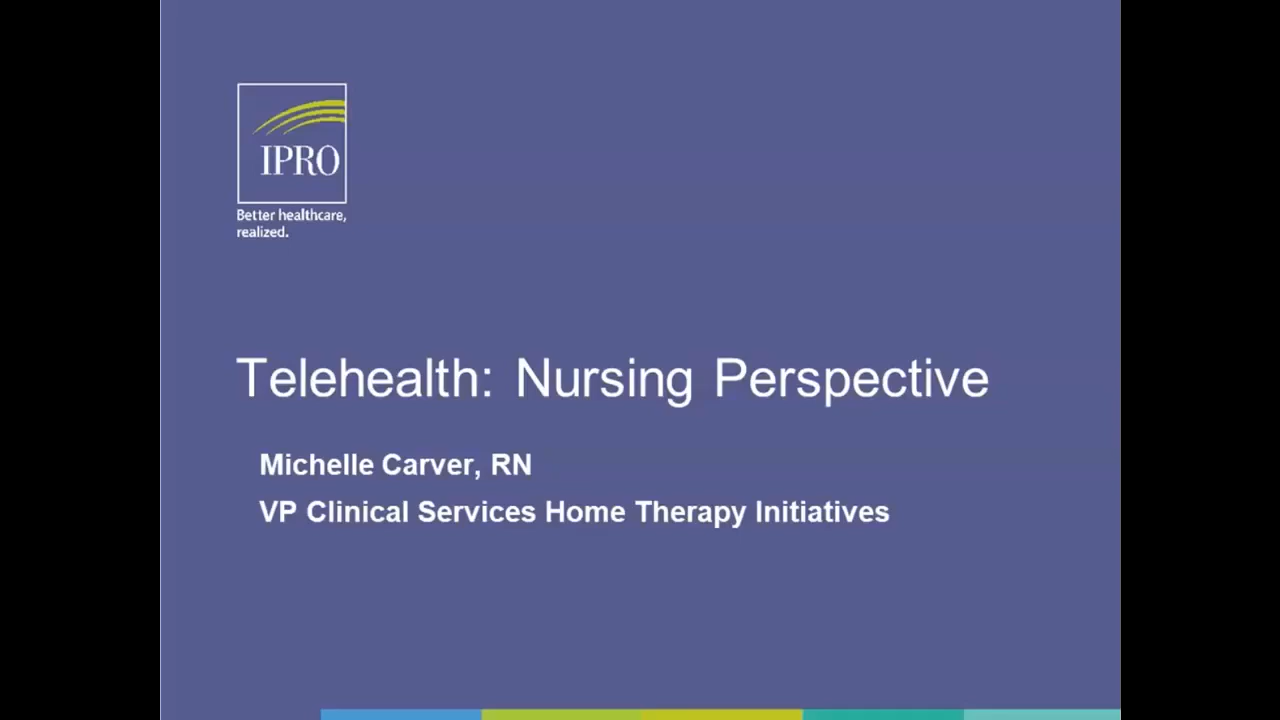 IPRO
Better healthcare,
realized.
Telehealth: Nursing Perspective
Michelle Carver, RN
VP Clinical Services Home Therapy Initiatives